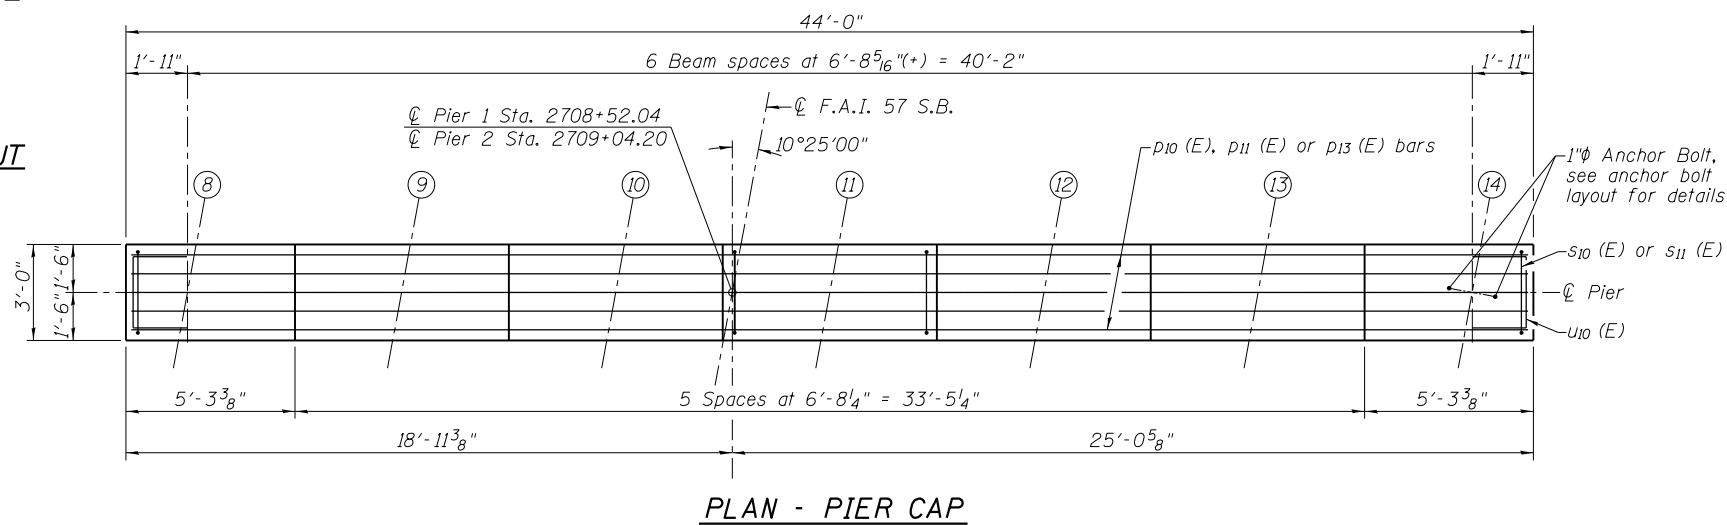 44'-0"
1'-11"
6 Beam spaces at 6'-8 5/16"(+) = 40'-2"
1'-11"
℄ Pier 1 Sta. 2708+52.04
℄ Pier 2 Sta. 2709+04.20
℄ F.A.I. 57 S.B.
10°25'00"
p10 (E), p11 (E) or p13 (E) bars
1"ϕ Anchor Bolt,
see anchor bolt
layout for details
UT
8
9
10
11
12
13
14
3'-0"
1'-6"
1'-6"
s10 (E) or s11 (E)
℄ Pier
u10 (E)
5'-3 3/8"
5 Spaces at 6'-8 1/4" = 33'-5 1/4"
5'-3 3/8"
18'-11 3/8"
25'-0 5/8"
PLAN - PIER CAP